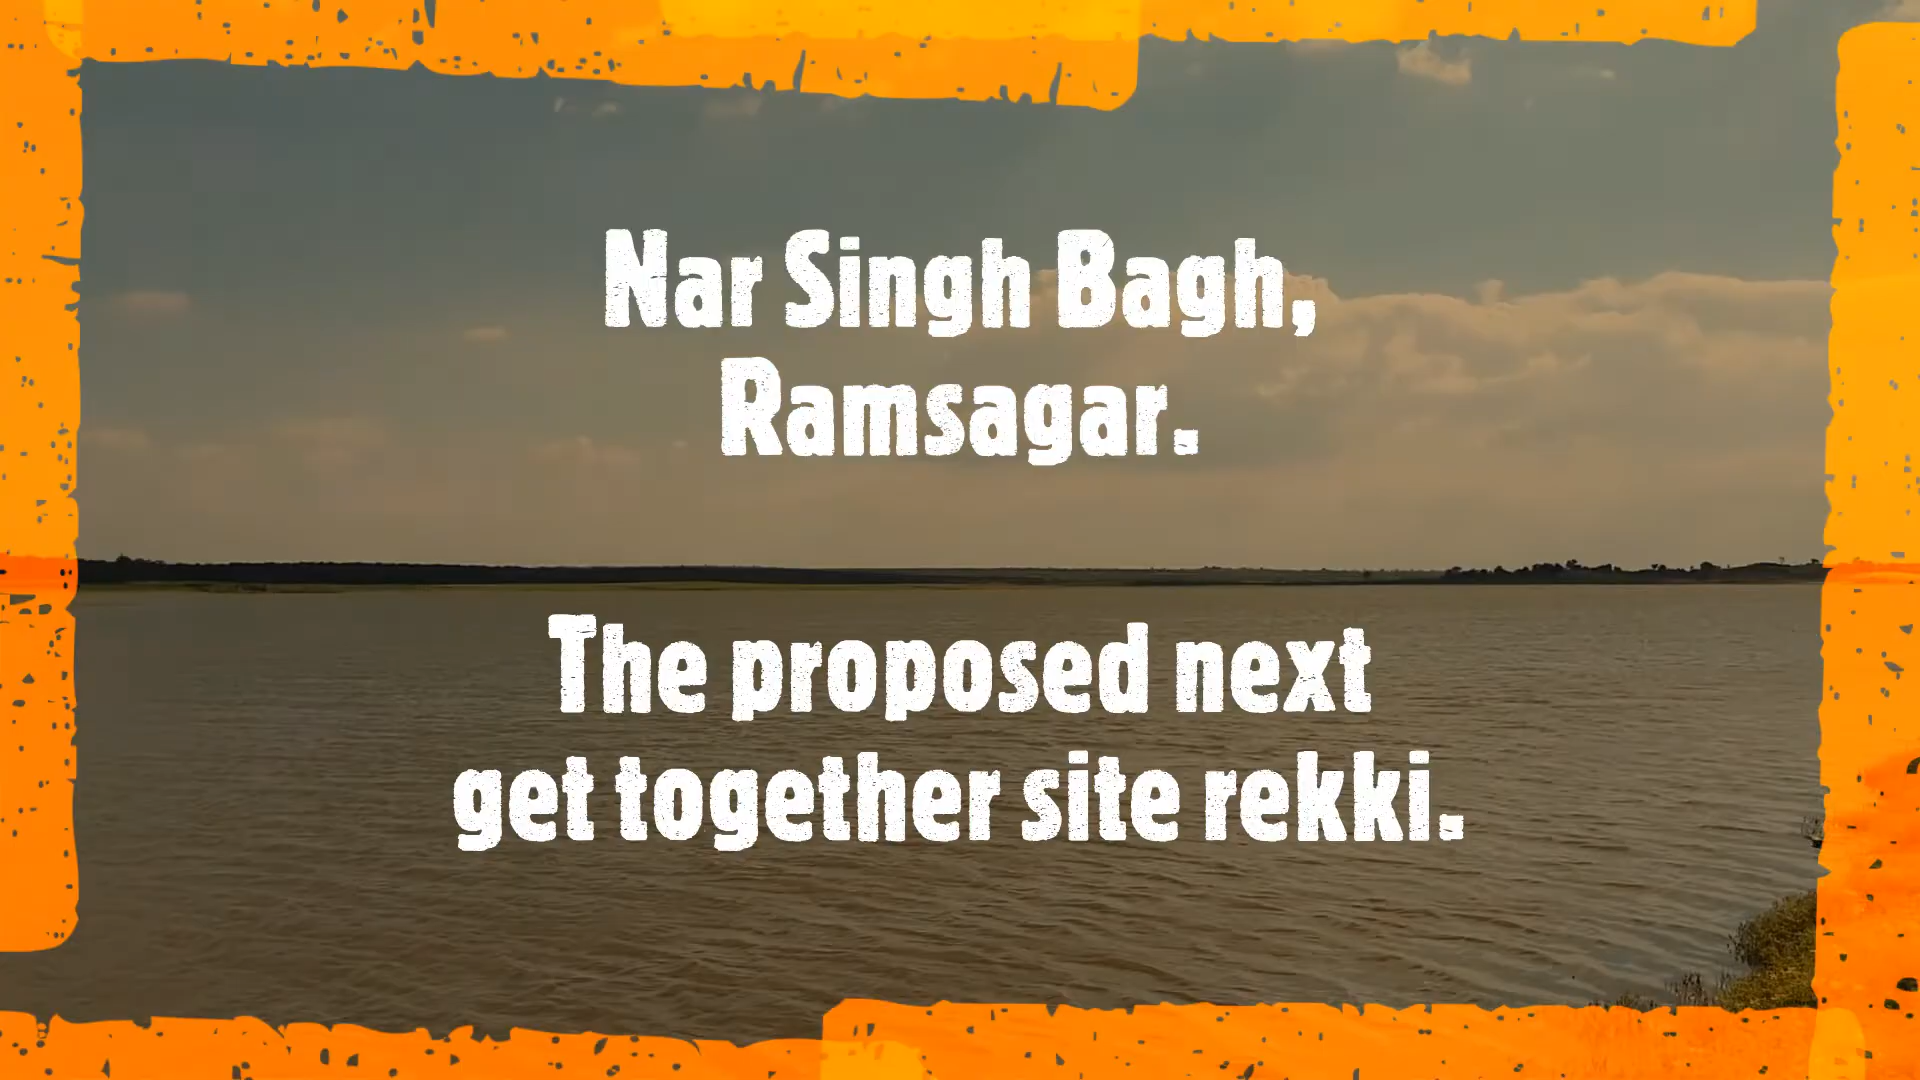 Nar Singh Bagh,
Ramsagar.
The proposed next
get together site rekki.